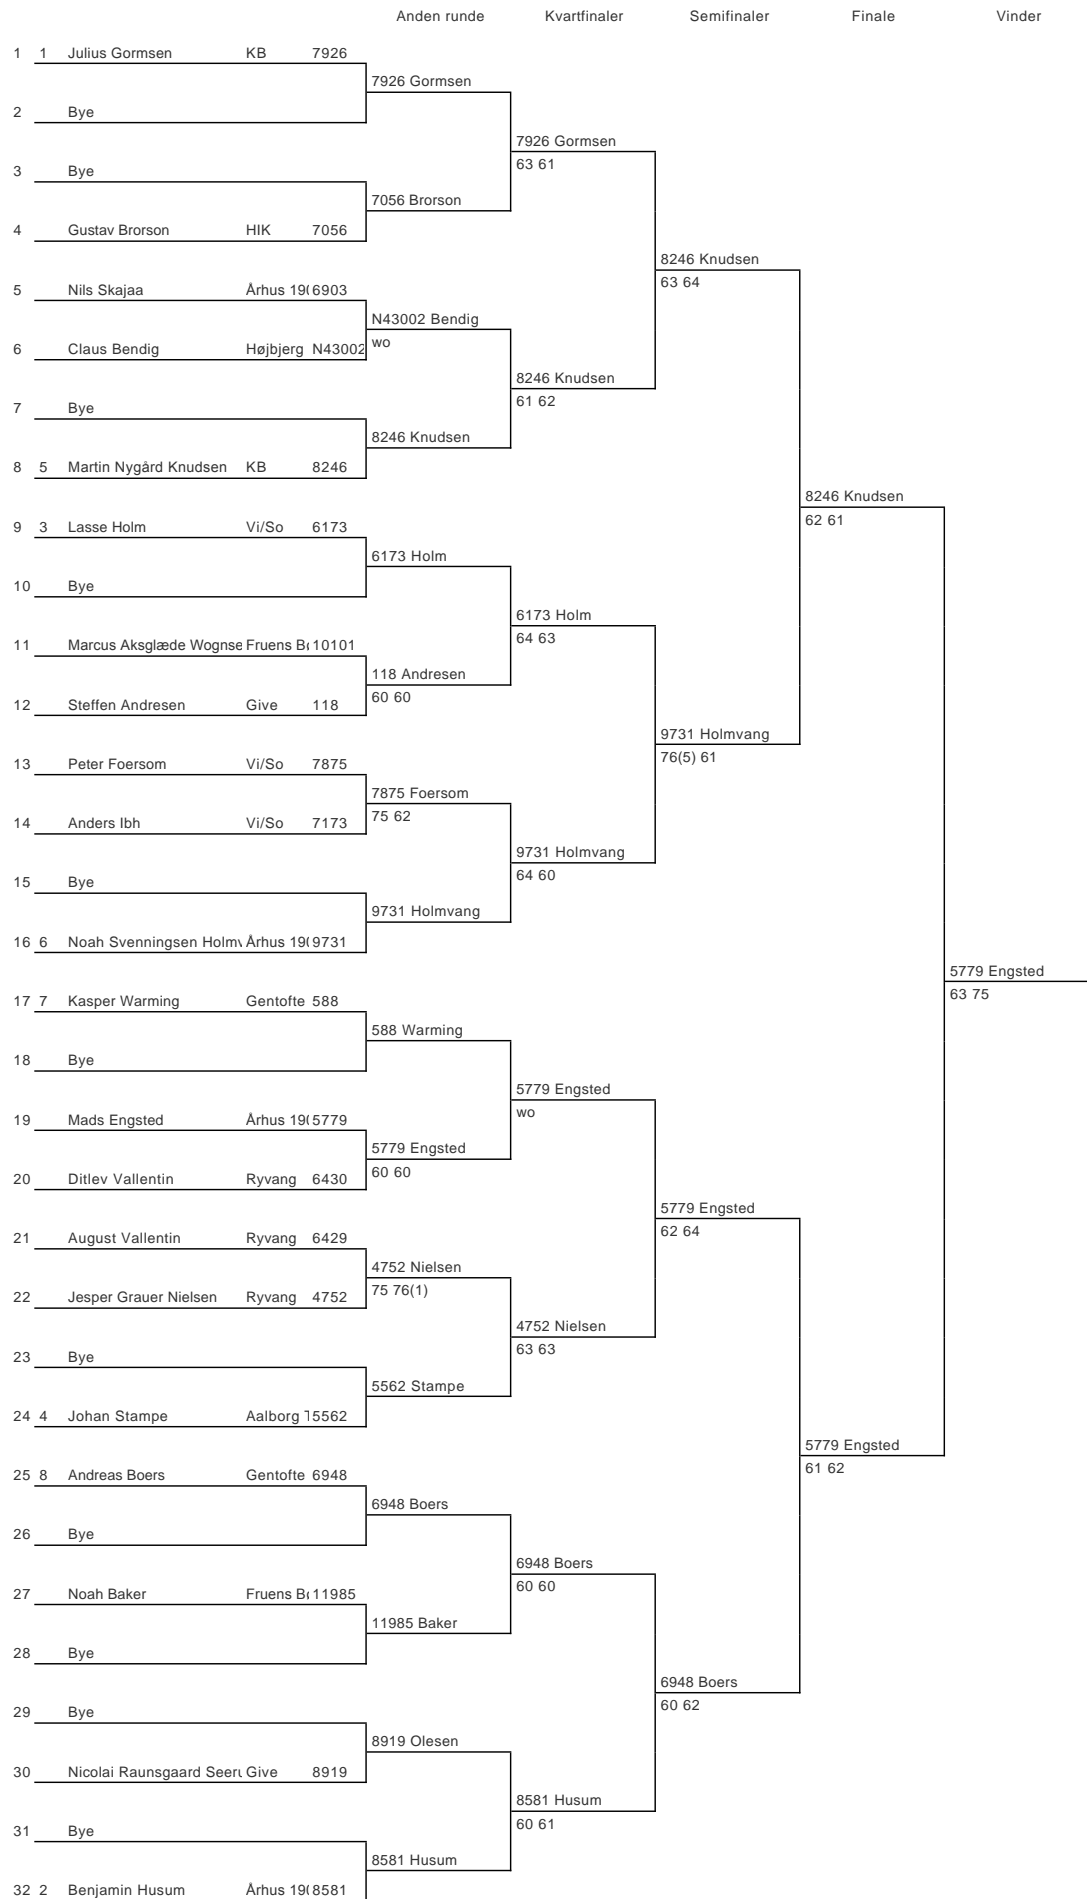 Anden runde Kvartfinaler Semifinaler Finale Vinder
1 1 Julius Gormsen KB 7926
7926 Gormsen
2 Bye
7926 Gormsen
63 61
3 Bye
7056 Brorson
4 Gustav Brorson HIK 7056
8246 Knudsen
63 64
5 Nils Skajaa Århus 190 6903
N43002 Bendig
wo
6 Claus Bendig Højbjerg N43002
8246 Knudsen
61 62
7 Bye
8246 Knudsen
8 5 Martin Nygård Knudsen KB 8246
8246 Knudsen
62 61
9 3 Lasse Holm Vi/So 6173
6173 Holm
10 Bye
6173 Holm
64 63
11 Marcus Aksglæde Wognse Fruens Bø 10101
118 Andresen
60 60
12 Steffen Andresen Give 118
9731 Holmvang
76(5) 61
13 Peter Foersom Vi/So 7875
7875 Foersom
75 62
14 Anders Ibh Vi/So 7173
9731 Holmvang
64 60
15 Bye
9731 Holmvang
16 6 Noah Svenningsen Holmv Århus 190 9731
5779 Engsted
63 75
17 7 Kasper Warming Gentofte 588
588 Warming
18 Bye
5779 Engsted
wo
19 Mads Engsted Århus 190 5779
5779 Engsted
60 60
20 Ditlev Vallentin Ryvang 6430
5779 Engsted
62 64
21 August Vallentin Ryvang 6429
4752 Nielsen
75 76(1)
22 Jesper Grauer Nielsen Ryvang 4752
4752 Nielsen
63 63
23 Bye
5562 Stampe
24 4 Johan Stampe Aalborg T 5562
5779 Engsted
61 62
25 8 Andreas Boers Gentofte 6948
6948 Boers
26 Bye
6948 Boers
60 60
27 Noah Baker Fruens Bø 11985
11985 Baker
28 Bye
6948 Boers
60 62
29 Bye
8919 Olesen
30 Nicolai Raunsgaard Seeru Give 8919
8581 Husum
60 61
31 Bye
8581 Husum
32 2 Benjamin Husum Århus 190 8581